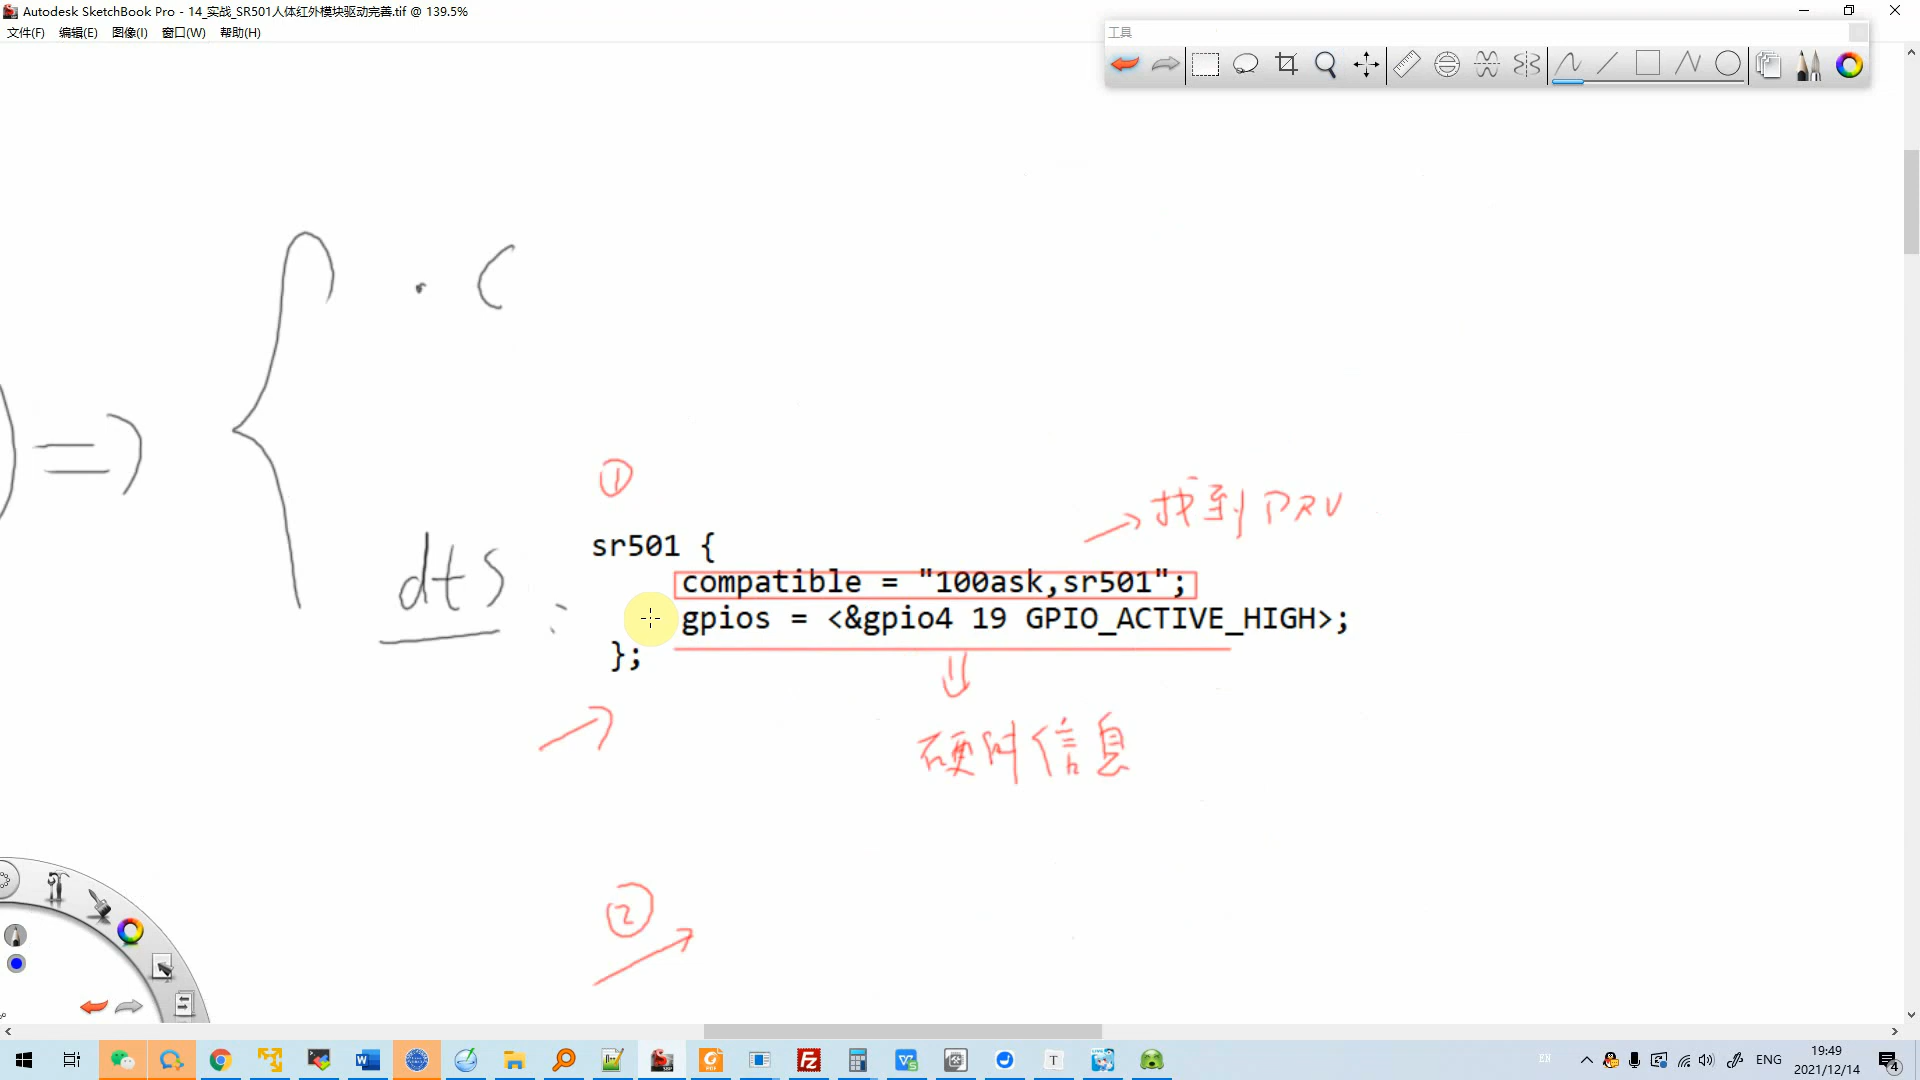 Autodesk SketchBook Pro - 14_实战_SR501人体红外模块驱动完善.tif @ 139.5%
文件(F) 编辑(E) 图像(I) 窗口(W) 帮助(H)
工具
. C
=>
①
找到 DRV
sr501 {
compatible = "100ask,sr501";
dts :
gpios = <&gpio4 19 GPIO_ACTIVE_HIGH>;
};
硬件信息
②
EN
ENG
19:49
2021/12/14
4